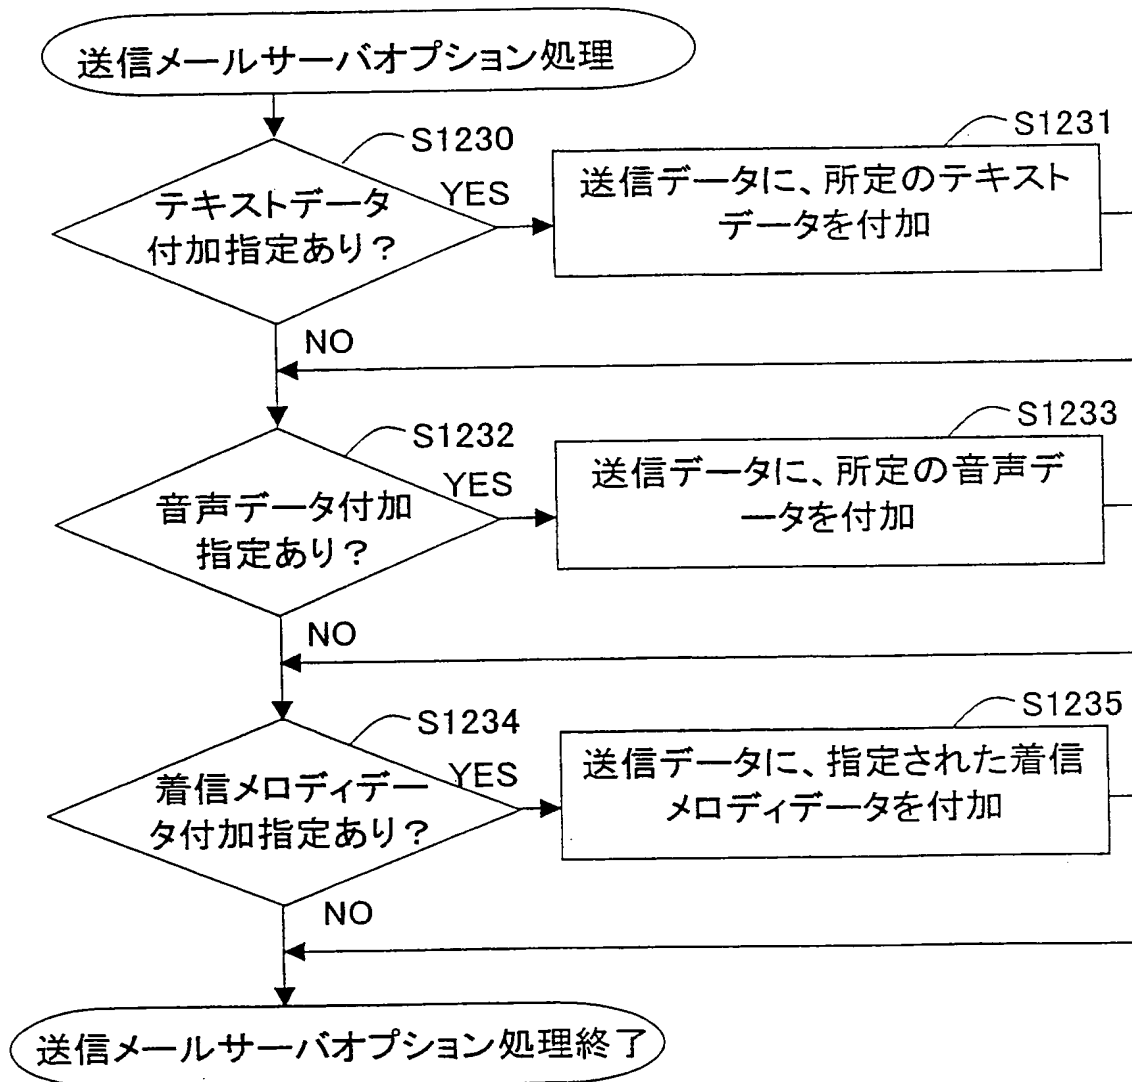 送信メールサーバオプション処理
S1230
テキストデータ
付加指定あり？
YES
S1231
送信データに、所定のテキスト
データを付加
NO
S1232
音声データ付加
指定あり？
YES
S1233
送信データに、所定の音声デ
ータを付加
NO
S1234
着信メロディデー
タ付加指定あり？
YES
S1235
送信データに、指定された着信
メロディデータを付加
NO
送信メールサーバオプション処理終了